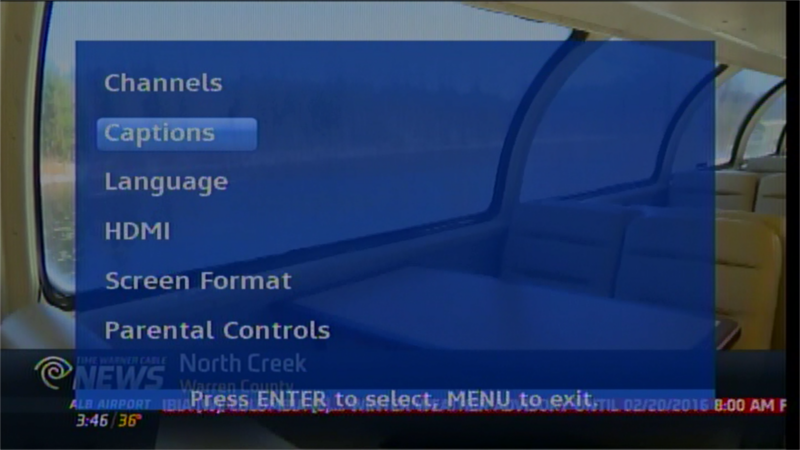 Channels
Captions
Language
HDMI
Screen Format
Parental Controls
TIME WARNER CABLE
NEWS
North Creek
Warren County
Press ENTER to select, MENU to exit.
ALB AIRPORT
UNTIL 02/20/2016 8:00 AM
3:46 36°